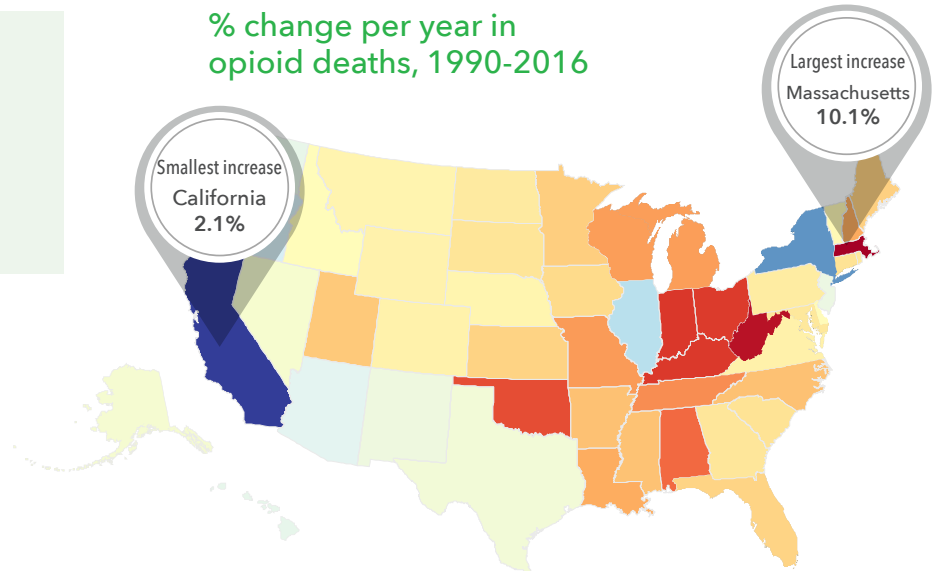 % change per year in
opioid deaths, 1990-2016
Largest increase
Massachusetts
10.1%
Smallest increase
California
2.1%